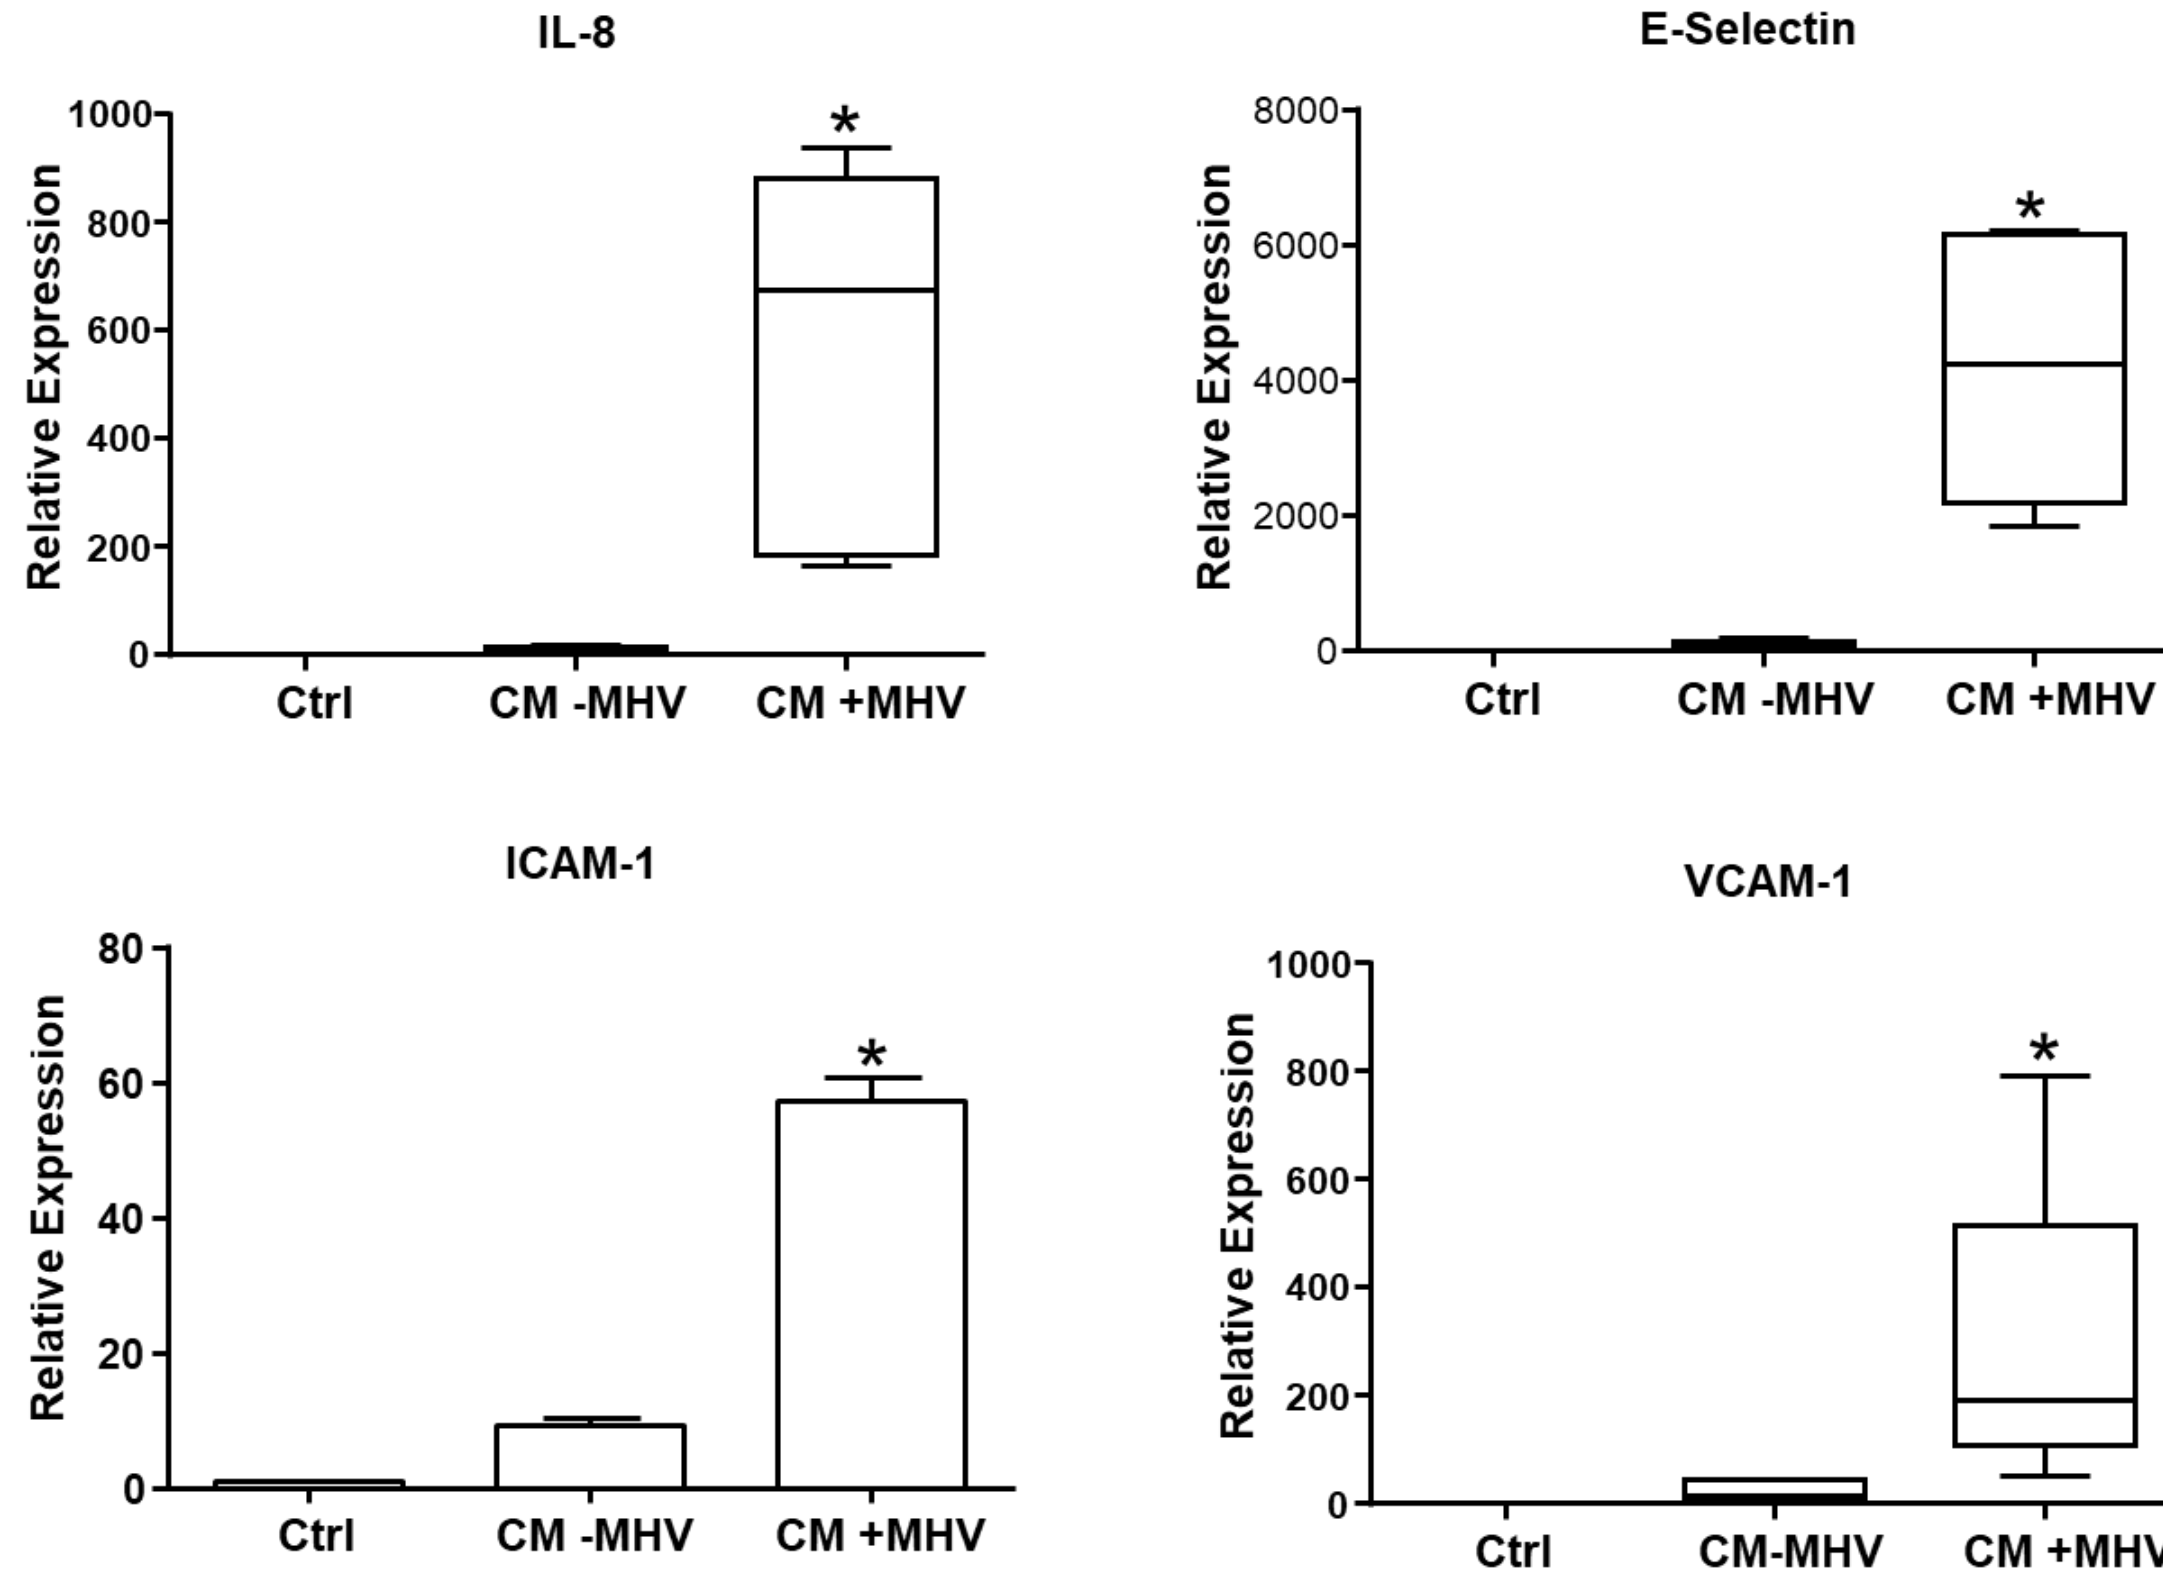 IL-8
Relative Expression
1000
800
600
400
200
0
*
Ctrl CM -MHV CM +MHV
E-Selectin
Relative Expression
8000
6000
4000
2000
0
*
Ctrl CM -MHV CM +MHV
ICAM-1
Relative Expression
80
60
40
20
0
*
Ctrl CM -MHV CM +MHV
VCAM-1
Relative Expression
1000
800
600
400
200
0
*
Ctrl CM-MHV CM +MHV